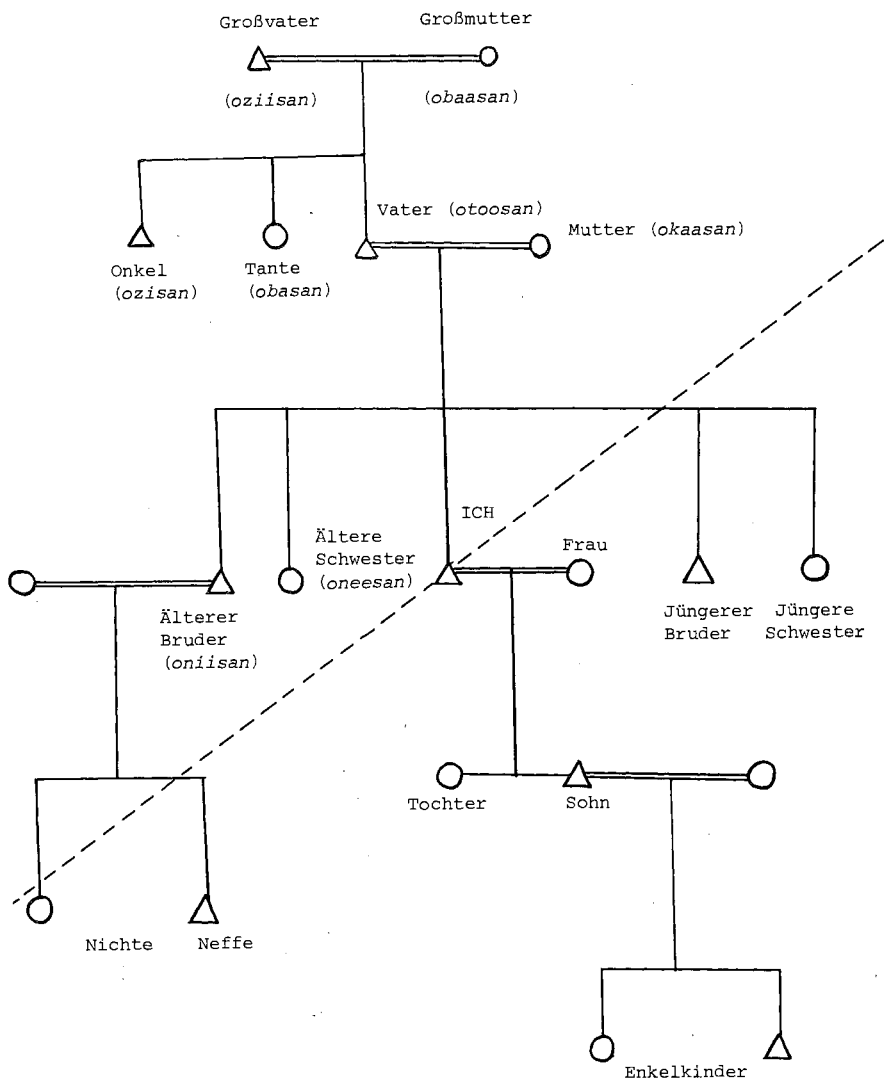 Großvater
Großmutter
(oziisan)
(obaasan)
Vater (otoosan)
Mutter (okaasan)
Onkel
(ozisan)
Tante
(obasan)
ICH
Ältere
Schwester
(oneesan)
Frau
Älterer
Bruder
(oniisan)
Jüngerer
Bruder
Jüngere
Schwester
Tochter
Sohn
Nichte
Neffe
Enkelkinder